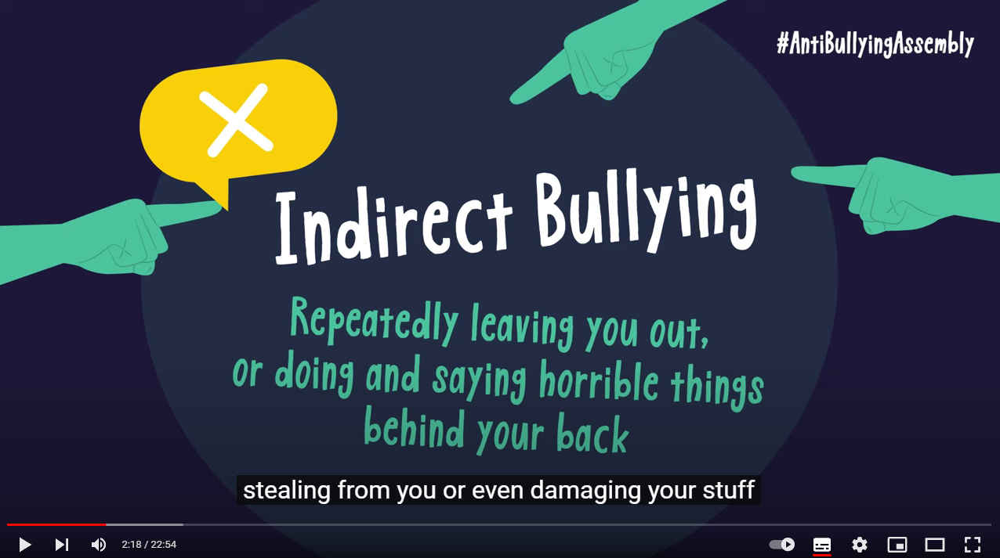 #AntiBullyingAssembly
Indirect Bullying
Repeatedly leaving you out,
or doing and saying horrible things
behind your back
stealing from you or even damaging your stuff
2:18 / 22:54